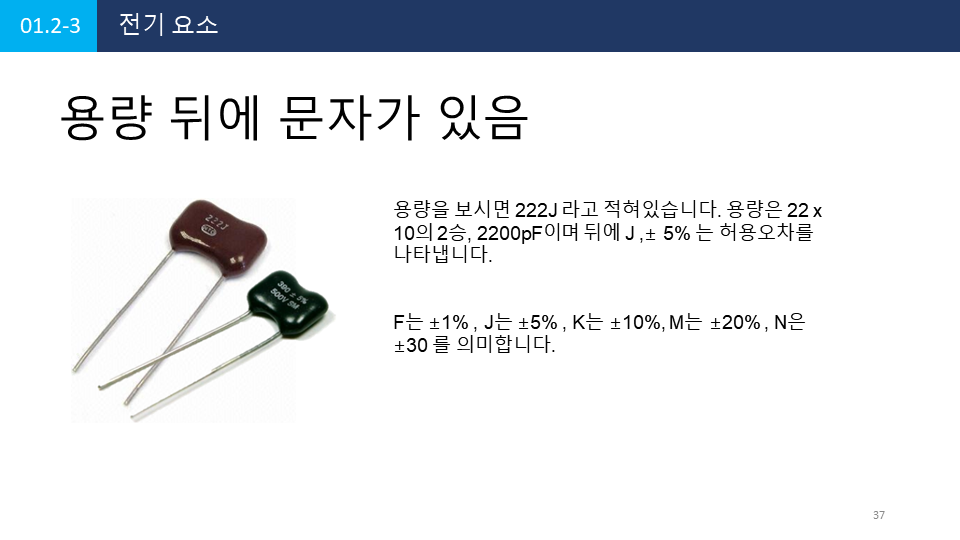 01.2-3 전기 요소
용량 뒤에 문자가 있음
용량을 보시면 222J 라고 적혀있습니다. 용량은 22 x
10의 2승, 2200pF이며 뒤에 J ,± 5% 는 허용오차를
나타냅니다.
F는 ±1% , J는 ±5% , K는 ±10%, M는 ±20% , N은
±30 를 의미합니다.
222J
390 ± 5%
500V SM
37